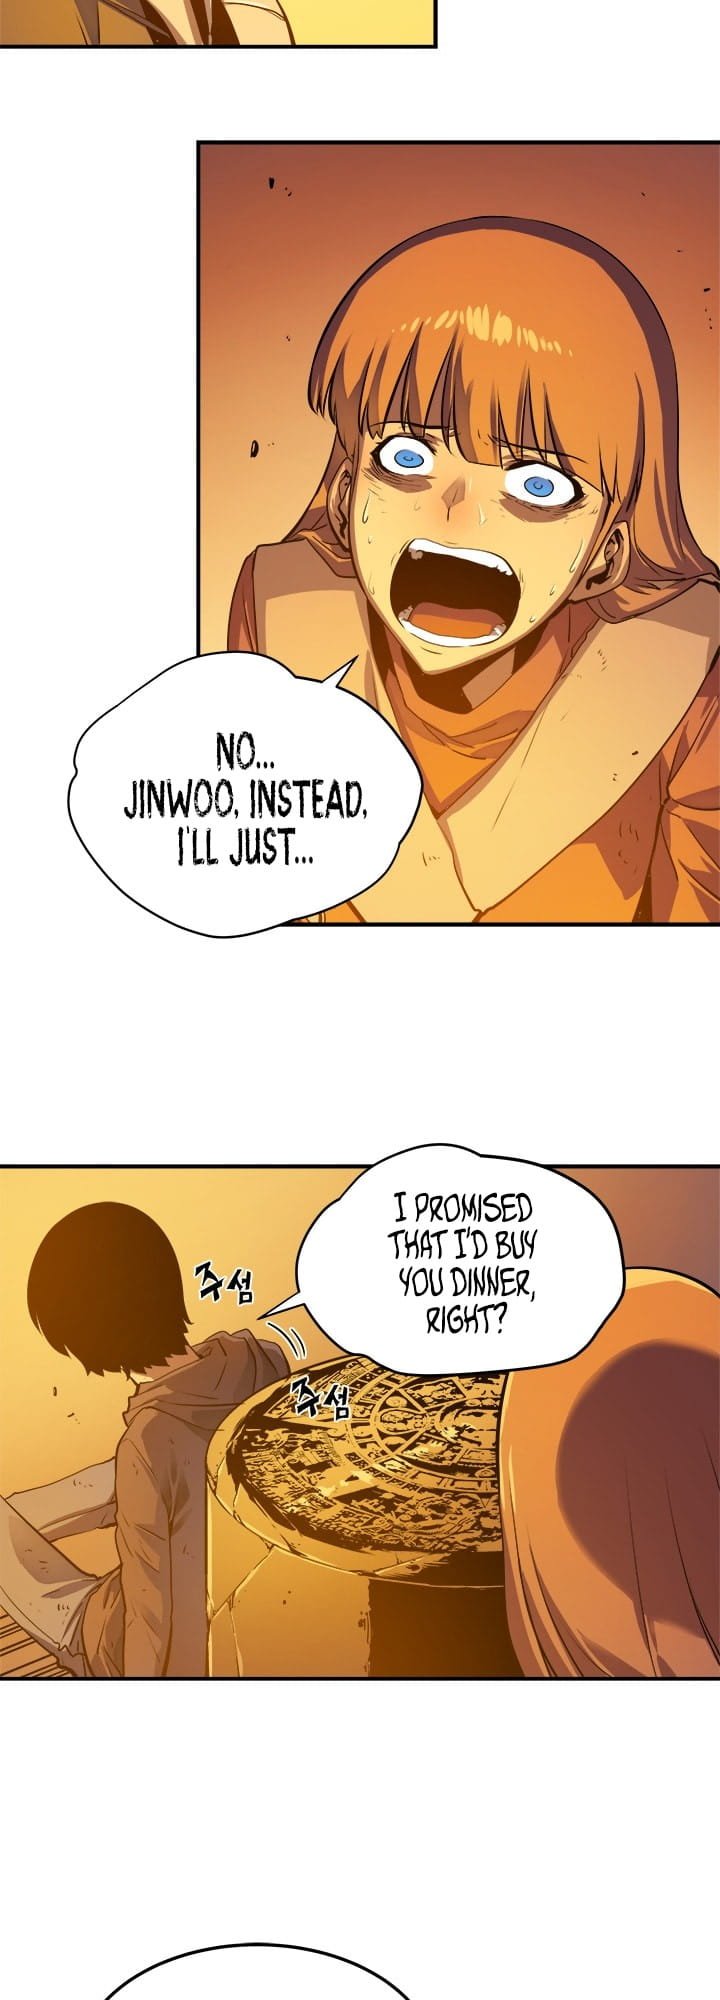 NO...
JINWOO, INSTEAD,
I'LL JUST...
I PROMISED
THAT I'D BUY
YOU DINNER,
RIGHT?
주섬
주섬